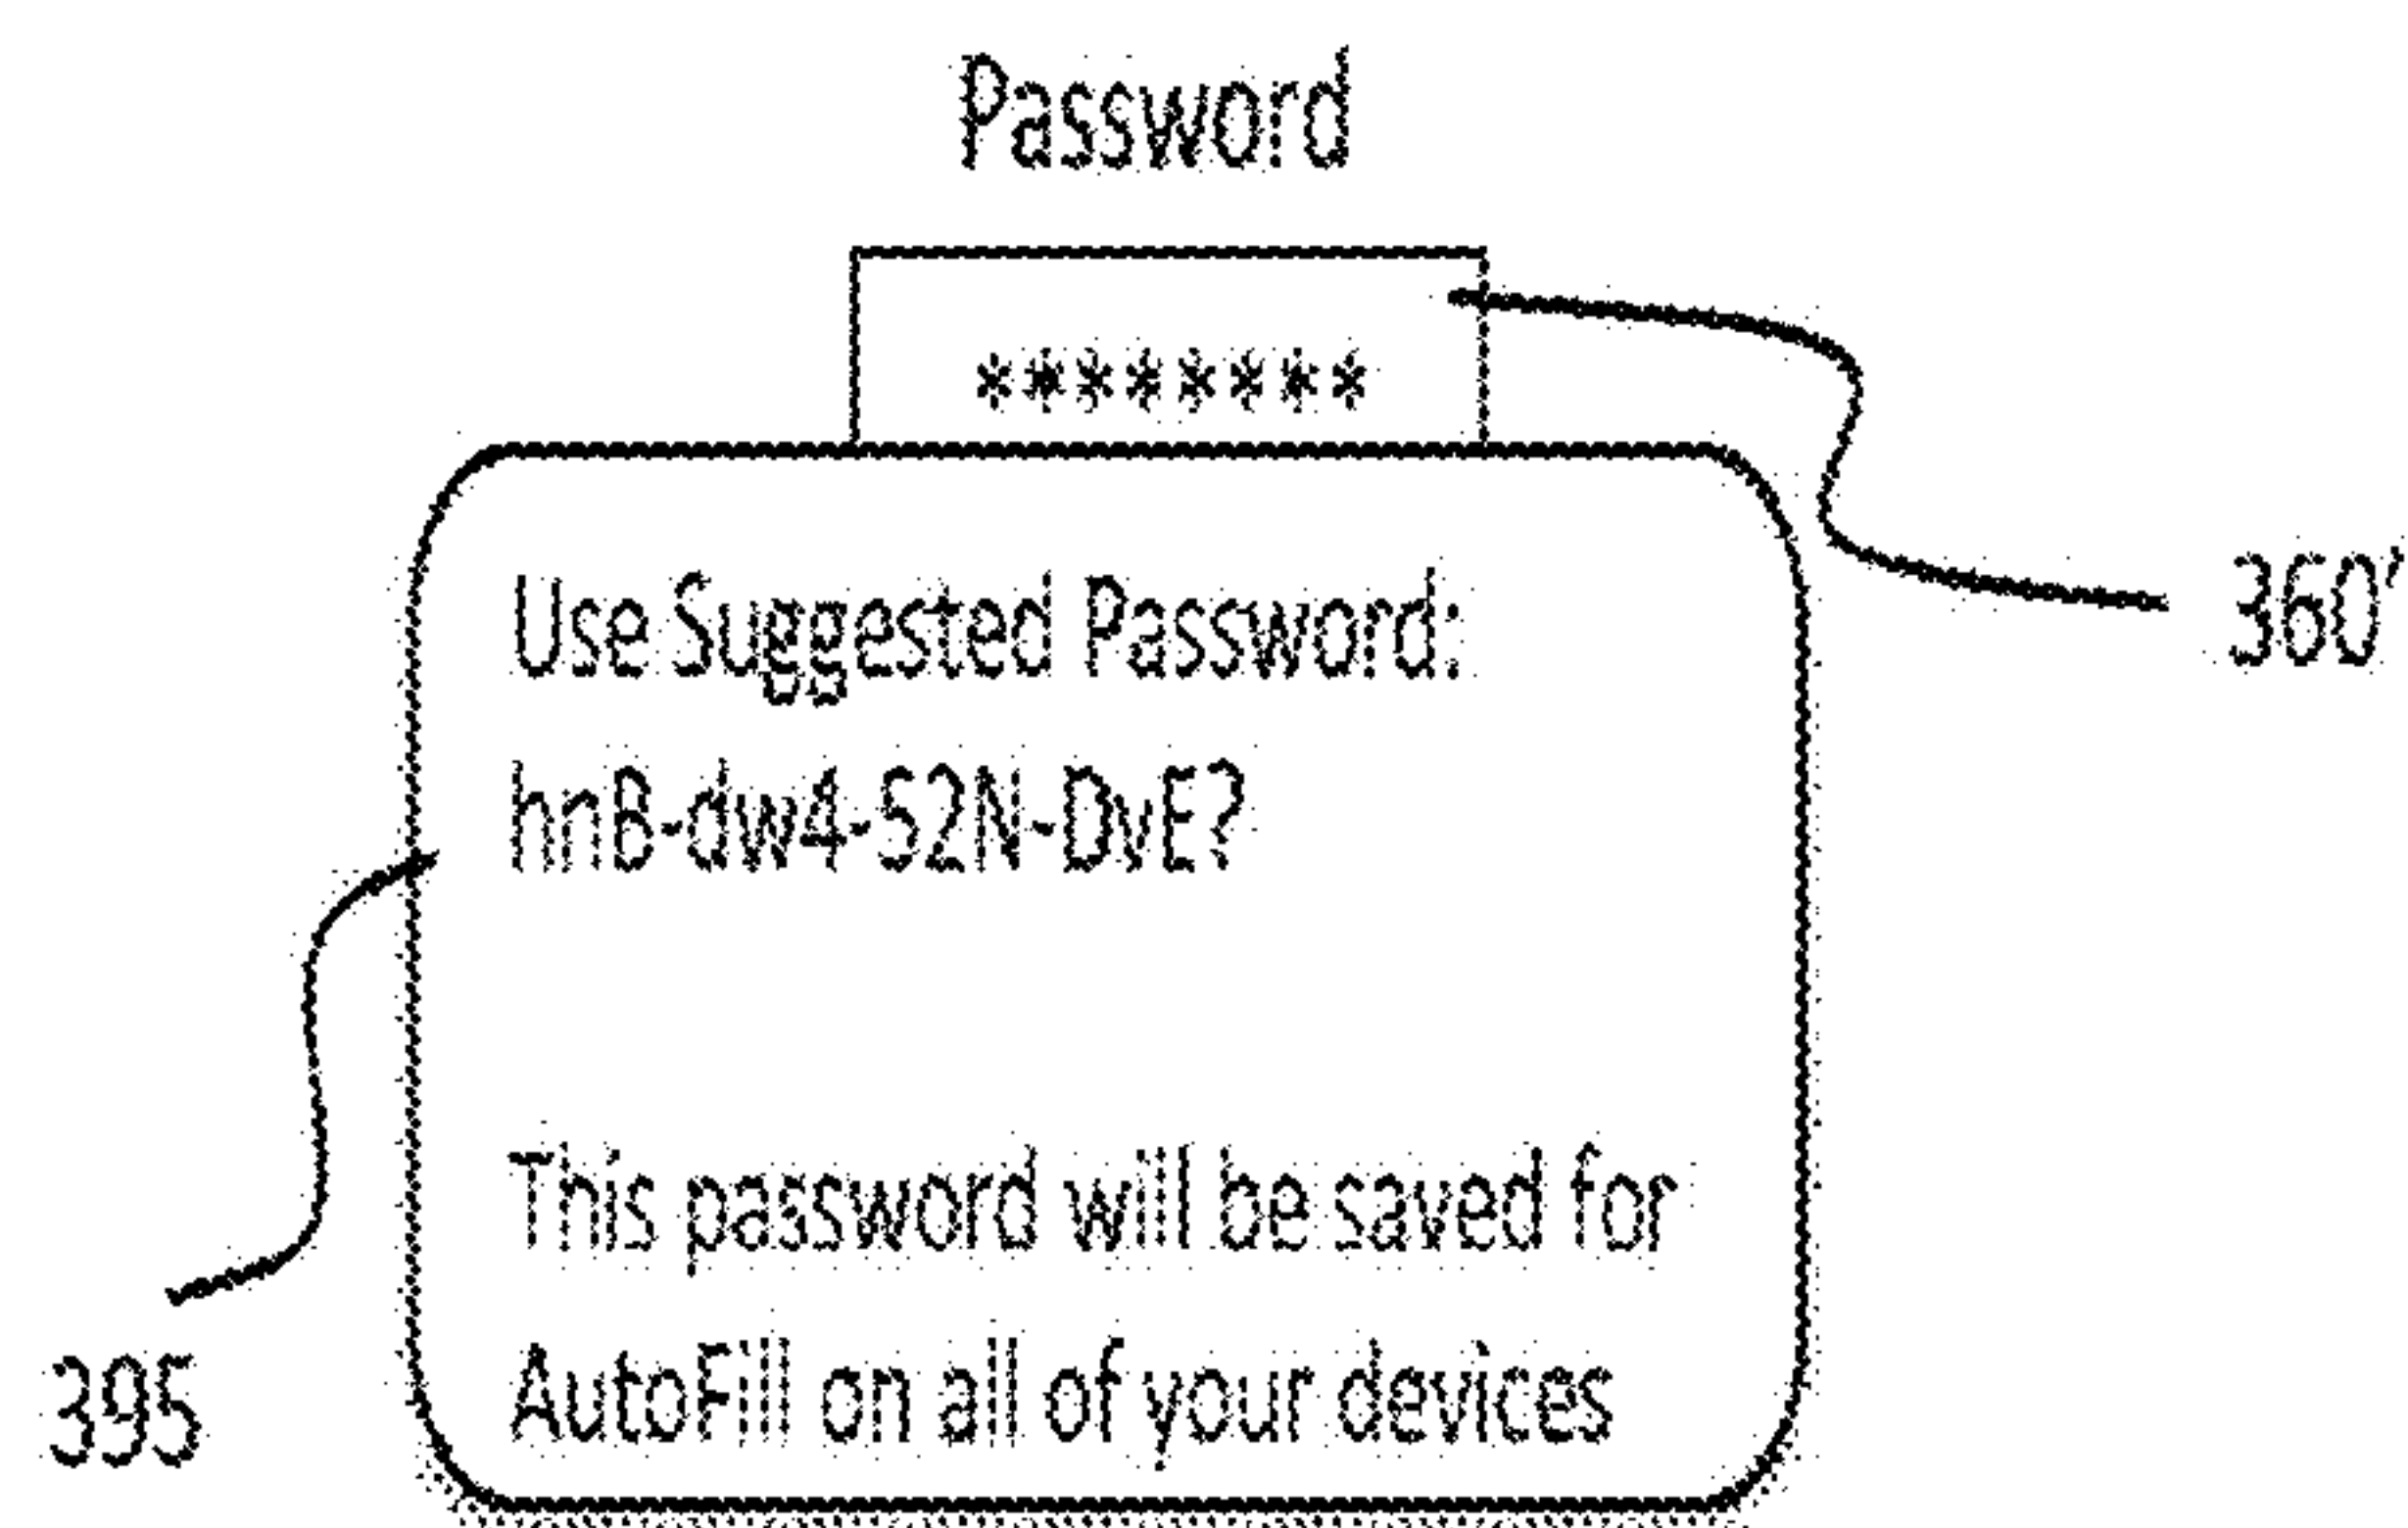 Password
********
360'
Use Suggested Password:
hnB-dw4-S2N-DvE?
This password will be saved for
AutoFill on all of your devices
395